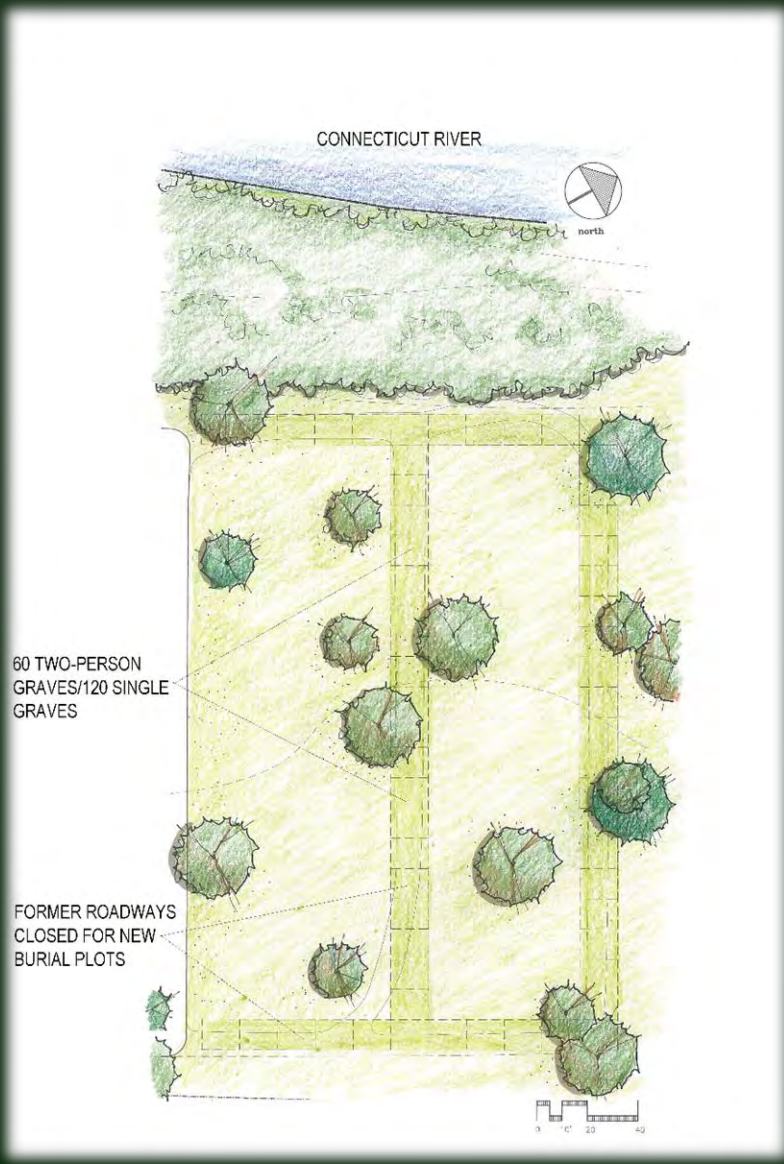 CONNECTICUT RIVER
north
60 TWO-PERSON
GRAVES/120 SINGLE
GRAVES
FORMER ROADWAYS
CLOSED FOR NEW
BURIAL PLOTS
0 10' 20 40